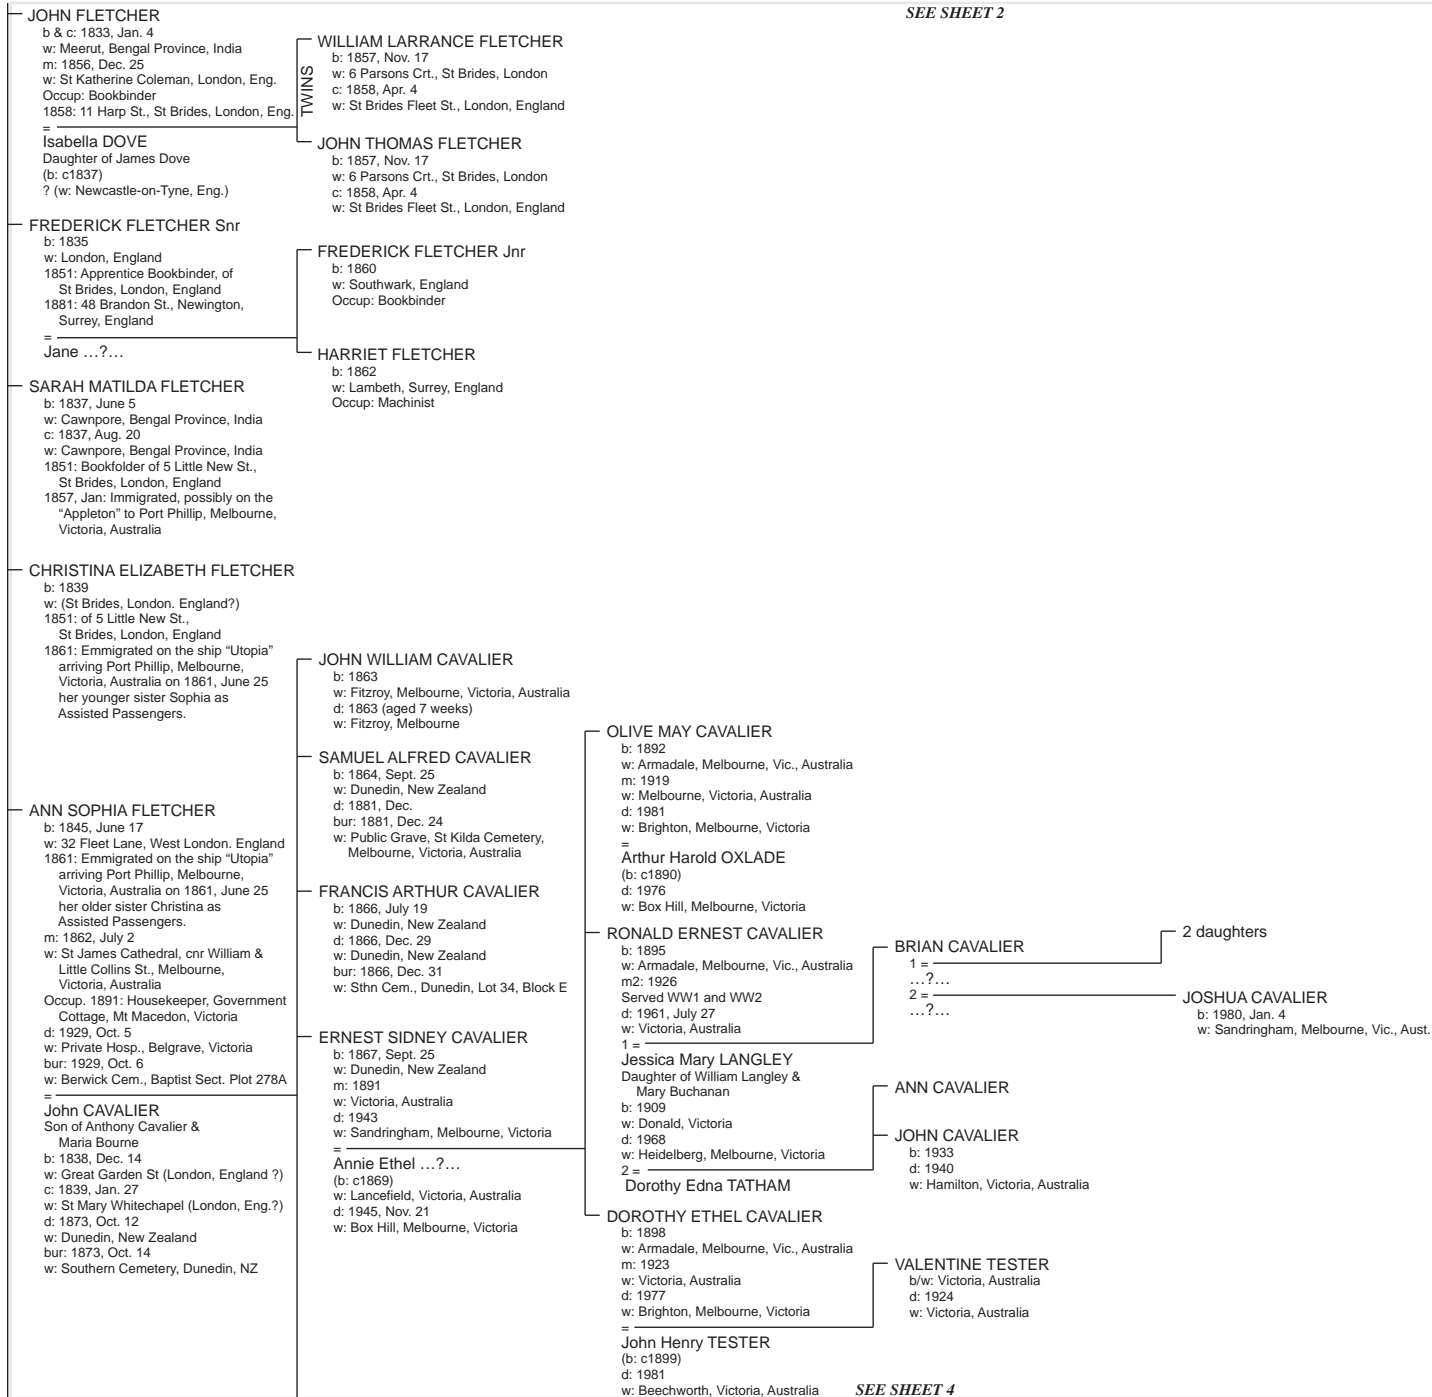 SEE SHEET 2
JOHN FLETCHER
b & c: 1833, Jan. 4
w: Meerut, Bengal Province, India
m: 1856, Dec. 25
w: St Katherine Coleman, London, Eng.
Occup: Bookbinder
1858: 11 Harp St., St Brides, London, Eng.
=
Isabella DOVE
Daughter of James Dove
(b: c1837)
? (w: Newcastle-on-Tyne, Eng.)
TWINS
WILLIAM LARRANCE FLETCHER
b: 1857, Nov. 17
w: 6 Parsons Crt., St Brides, London
c: 1858, Apr. 4
w: St Brides Fleet St., London, England
JOHN THOMAS FLETCHER
b: 1857, Nov. 17
w: 6 Parsons Crt., St Brides, London
c: 1858, Apr. 4
w: St Brides Fleet St., London, England
FREDERICK FLETCHER Snr
b: 1835
w: London, England
1851: Apprentice Bookbinder, of
St Brides, London, England
1881: 48 Brandon St., Newington,
Surrey, England
=
Jane ...?...
FREDERICK FLETCHER Jnr
b: 1860
w: Southwark, England
Occup: Bookbinder
HARRIET FLETCHER
b: 1862
w: Lambeth, Surrey, England
Occup: Machinist
SARAH MATILDA FLETCHER
b: 1837, June 5
w: Cawnpore, Bengal Province, India
c: 1837, Aug. 20
w: Cawnpore, Bengal Province, India
1851: Bookfolder of 5 Little New St.,
St Brides, London, England
1857, Jan: Immigrated, possibly on the
“Appleton” to Port Phillip, Melbourne,
Victoria, Australia
CHRISTINA ELIZABETH FLETCHER
b: 1839
w: (St Brides, London. England?)
1851: of 5 Little New St.,
St Brides, London, England
1861: Emmigrated on the ship “Utopia”
arriving Port Phillip, Melbourne,
Victoria, Australia on 1861, June 25
her younger sister Sophia as
Assisted Passengers.
ANN SOPHIA FLETCHER
b: 1845, June 17
w: 32 Fleet Lane, West London. England
1861: Emmigrated on the ship “Utopia”
arriving Port Phillip, Melbourne,
Victoria, Australia on 1861, June 25
her older sister Christina as
Assisted Passengers.
m: 1862, July 2
w: St James Cathedral, cnr William &
Little Collins St., Melbourne,
Victoria, Australia
Occup. 1891: Housekeeper, Government
Cottage, Mt Macedon, Victoria
d: 1929, Oct. 5
w: Private Hosp., Belgrave, Victoria
bur: 1929, Oct. 6
w: Berwick Cem., Baptist Sect. Plot 278A
=
John CAVALIER
Son of Anthony Cavalier &
Maria Bourne
b: 1838, Dec. 14
w: Great Garden St (London, England ?)
c: 1839, Jan. 27
w: St Mary Whitechapel (London, Eng.?)
d: 1873, Oct. 12
w: Dunedin, New Zealand
bur: 1873, Oct. 14
w: Southern Cemetery, Dunedin, NZ
JOHN WILLIAM CAVALIER
b: 1863
w: Fitzroy, Melbourne, Victoria, Australia
d: 1863 (aged 7 weeks)
w: Fitzroy, Melbourne
SAMUEL ALFRED CAVALIER
b: 1864, Sept. 25
w: Dunedin, New Zealand
d: 1881, Dec.
bur: 1881, Dec. 24
w: Public Grave, St Kilda Cemetery,
Melbourne, Victoria, Australia
FRANCIS ARTHUR CAVALIER
b: 1866, July 19
w: Dunedin, New Zealand
d: 1866, Dec. 29
w: Dunedin, New Zealand
bur: 1866, Dec. 31
w: Sthn Cem., Dunedin, Lot 34, Block E
ERNEST SIDNEY CAVALIER
b: 1867, Sept. 25
w: Dunedin, New Zealand
m: 1891
w: Victoria, Australia
d: 1943
w: Sandringham, Melbourne, Victoria
=
Annie Ethel ...?...
(b: c1869)
w: Lancefield, Victoria, Australia
d: 1945, Nov. 21
w: Box Hill, Melbourne, Victoria
OLIVE MAY CAVALIER
b: 1892
w: Armadale, Melbourne, Vic., Australia
m: 1919
w: Melbourne, Victoria, Australia
d: 1981
w: Brighton, Melbourne, Victoria
=
Arthur Harold OXLADE
(b: c1890)
d: 1976
w: Box Hill, Melbourne, Victoria
RONALD ERNEST CAVALIER
b: 1895
w: Armadale, Melbourne, Vic., Australia
m2: 1926
Served WW1 and WW2
d: 1961, July 27
w: Victoria, Australia
1 =
Jessica Mary LANGLEY
Daughter of William Langley &
Mary Buchanan
b: 1909
w: Donald, Victoria
d: 1968
w: Heidelberg, Melbourne, Victoria
2 =
Dorothy Edna TATHAM
DOROTHY ETHEL CAVALIER
b: 1898
w: Armadale, Melbourne, Vic., Australia
m: 1923
w: Victoria, Australia
d: 1977
w: Brighton, Melbourne, Victoria
=
John Henry TESTER
(b: c1899)
d: 1981
w: Beechworth, Victoria, Australia
BRIAN CAVALIER
1 =
...?...
2 =
...?...
2 daughters
JOSHUA CAVALIER
b: 1980, Jan. 4
w: Sandringham, Melbourne, Vic., Aust.
ANN CAVALIER
JOHN CAVALIER
b: 1933
d: 1940
w: Hamilton, Victoria, Australia
VALENTINE TESTER
b/w: Victoria, Australia
d: 1924
w: Victoria, Australia
SEE SHEET 4